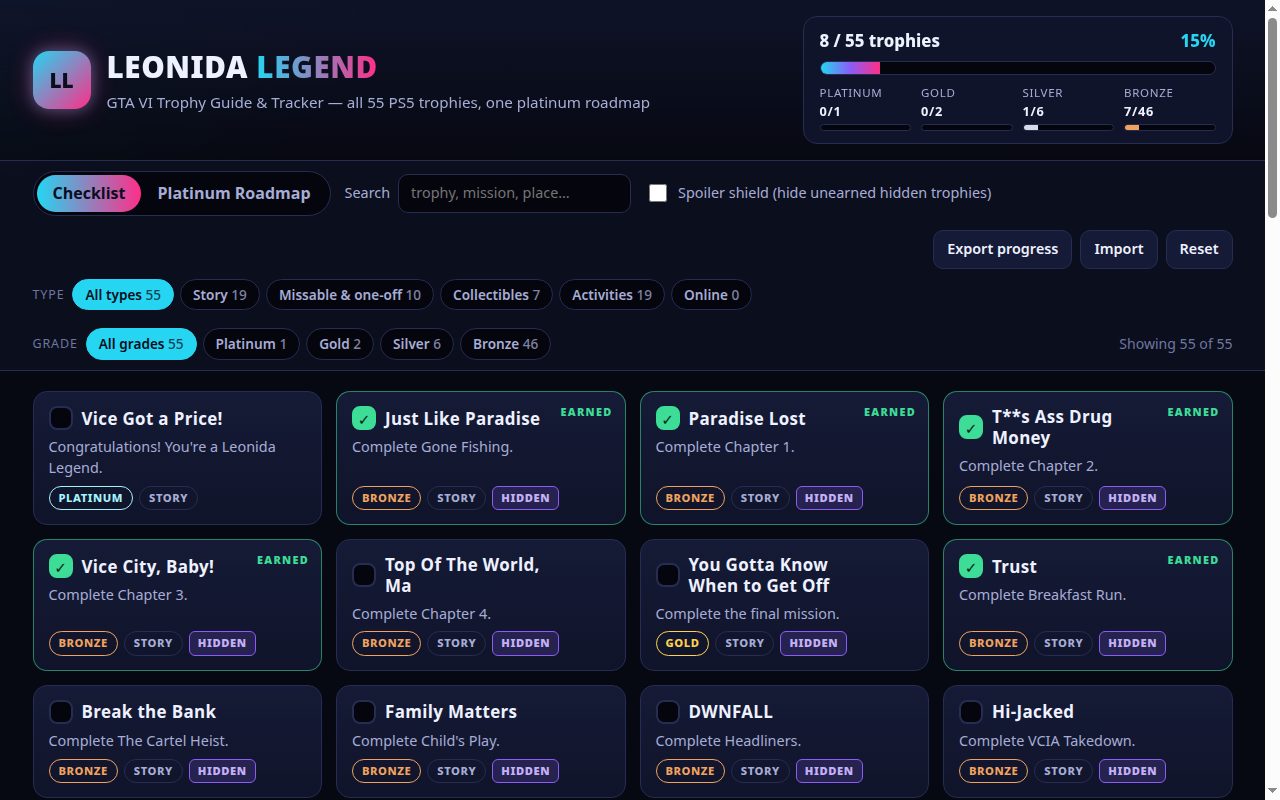 LL
LEONIDA LEGEND
GTA VI Trophy Guide & Tracker — all 55 PS5 trophies, one platinum roadmap
8 / 55 trophies 15%
PLATINUM GOLD SILVER BRONZE
0/1 0/2 1/6 7/46
Checklist Platinum Roadmap Search trophy, mission, place... Spoiler shield (hide unearned hidden trophies)
Export progress Import Reset
TYPE All types 55 Story 19 Missable & one-off 10 Collectibles 7 Activities 19 Online 0
GRADE All grades 55 Platinum 1 Gold 2 Silver 6 Bronze 46 Showing 55 of 55
Vice Got a Price!
Congratulations! You're a Leonida
Legend.
PLATINUM STORY
✓ Just Like Paradise EARNED
Complete Gone Fishing.
BRONZE STORY HIDDEN
✓ Paradise Lost EARNED
Complete Chapter 1.
BRONZE STORY HIDDEN
✓ T**s Ass Drug EARNED
Money
Complete Chapter 2.
BRONZE STORY HIDDEN
✓ Vice City, Baby! EARNED
Complete Chapter 3.
BRONZE STORY HIDDEN
Top Of The World,
Ma
Complete Chapter 4.
BRONZE STORY HIDDEN
You Gotta Know
When to Get Off
Complete the final mission.
GOLD STORY HIDDEN
✓ Trust EARNED
Complete Breakfast Run.
BRONZE STORY HIDDEN
Break the Bank
Complete The Cartel Heist.
BRONZE STORY HIDDEN
Family Matters
Complete Child's Play.
BRONZE STORY HIDDEN
DWNFALL
Complete Headliners.
BRONZE STORY HIDDEN
Hi-Jacked
Complete VCIA Takedown.
BRONZE STORY HIDDEN